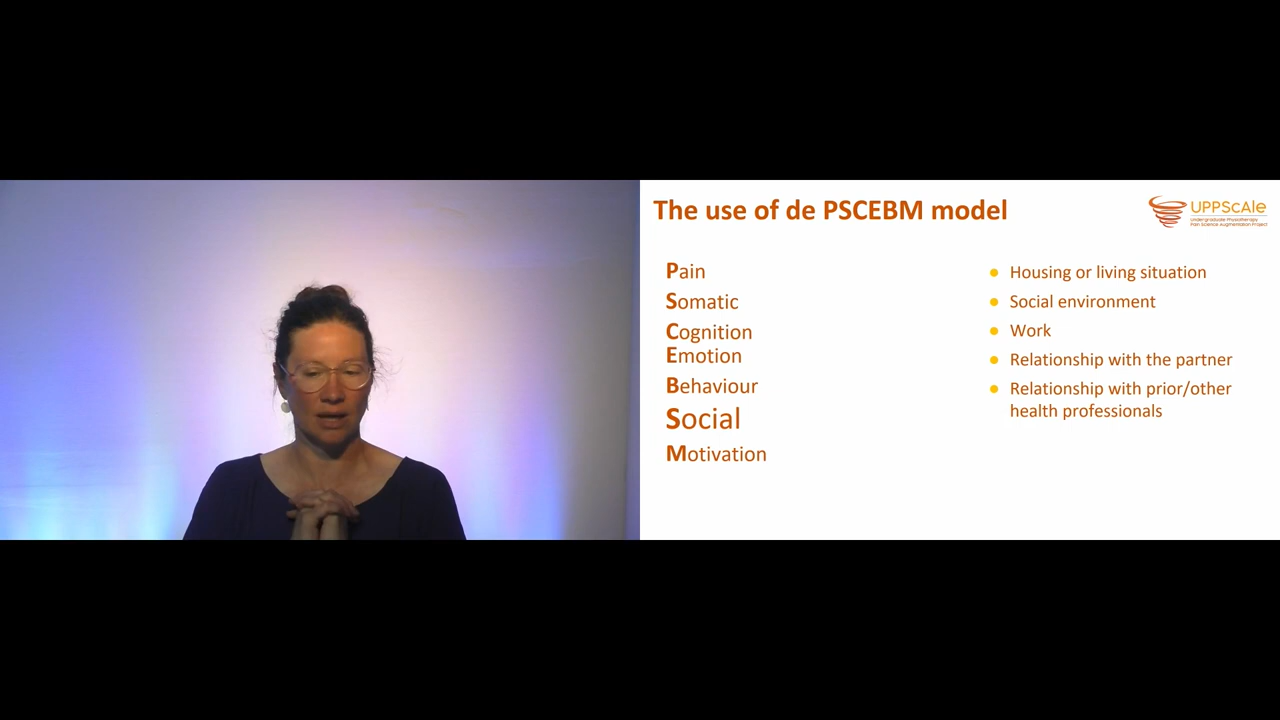 The use of de PSCEBM model
UPPScale
Undergraduate Physiotherapy
Pain Science Augmentation Project
Pain
Somatic
Cognition
Emotion
Behaviour
Social
Motivation
Housing or living situation
Social environment
Work
Relationship with the partner
Relationship with prior/other
health professionals